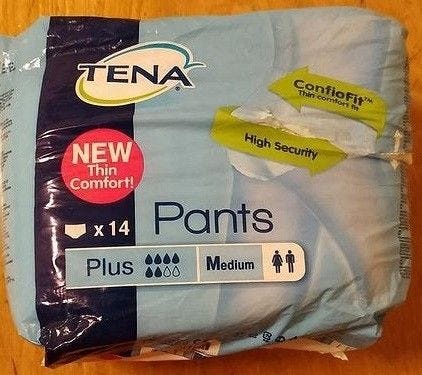 TENA
ConfioFit™
Thin comfort fit
High Security
NEW
Thin
Comfort!
x 14
Pants
Plus
Medium